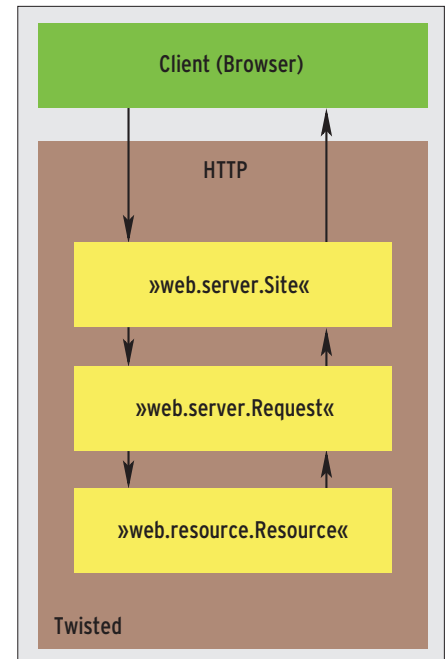 Client (Browser)
HTTP
»web.server.Site«
»web.server.Request«
»web.resource.Resource«
Twisted